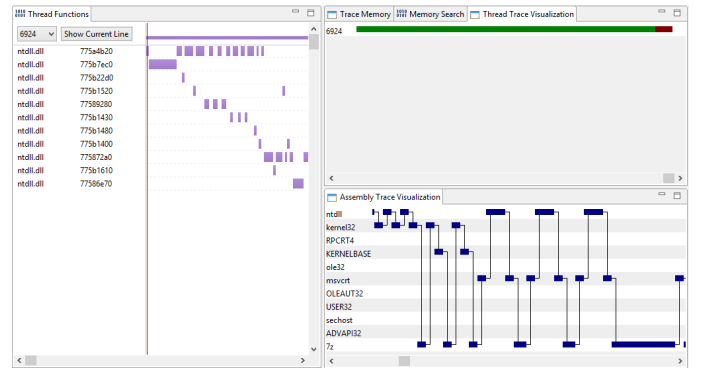 Thread Functions
6924 Show Current Line
ntdll.dll 775a4b20
ntdll.dll 775b7ec0
ntdll.dll 775b22d0
ntdll.dll 775b1520
ntdll.dll 77589280
ntdll.dll 775b1430
ntdll.dll 775b1480
ntdll.dll 775b1400
ntdll.dll 775872a0
ntdll.dll 775b1610
ntdll.dll 77586e70
Trace Memory Memory Search Thread Trace Visualization
6924
Assembly Trace Visualization
ntdll
kernel32
RPCRT4
KERNELBASE
ole32
msvcrt
OLEAUT32
USER32
sechost
ADVAPI32
7z